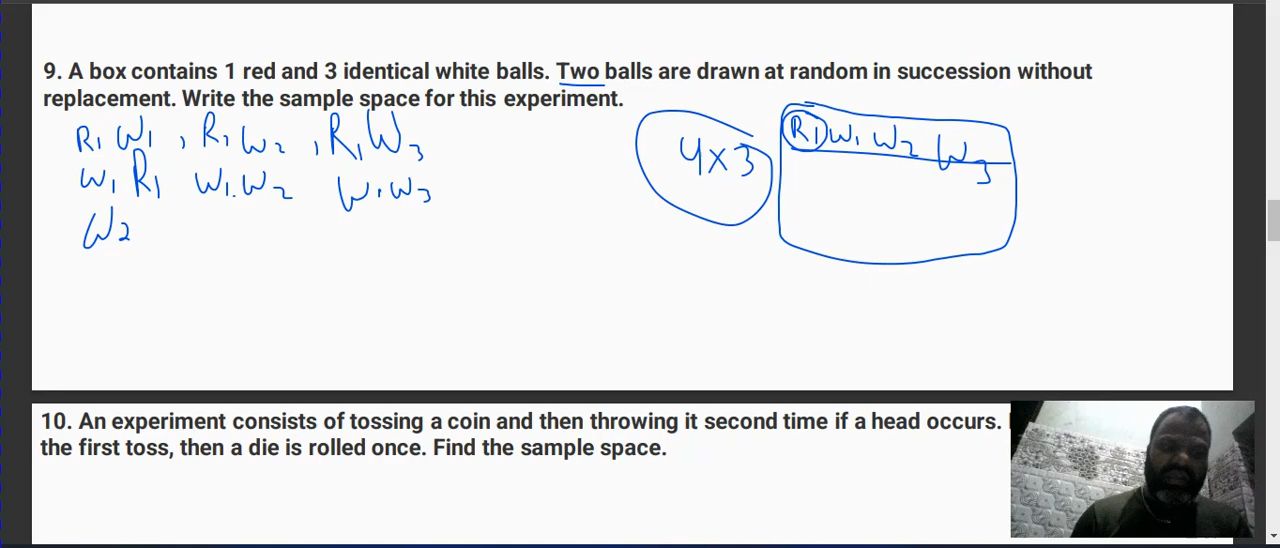 9. A box contains 1 red and 3 identical white balls. Two balls are drawn at random in succession without
replacement. Write the sample space for this experiment.
R₁ W₁ , R₁ W₂ , R₁ W₃
W₁ R₁ W₁.W₂ W₁W₃
W₂
4 × 3
R₁ W₁ W₂ W₃
10. An experiment consists of tossing a coin and then throwing it second time if a head occurs.
the first toss, then a die is rolled once. Find the sample space.